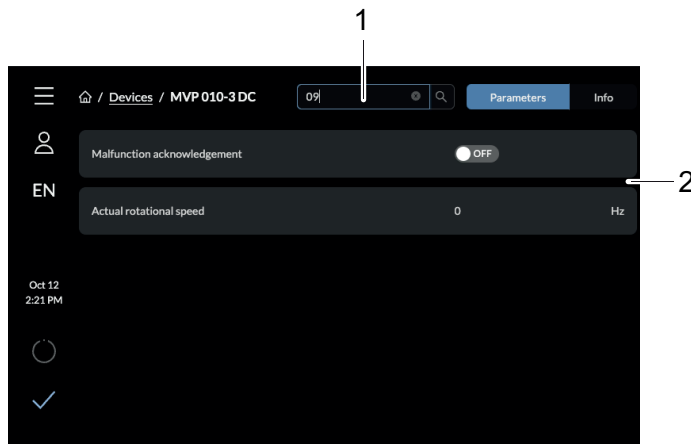 1
/ Devices / MVP 010-3 DC 09 Parameters Info
Malfunction acknowledgement OFF
EN
2
Actual rotational speed 0 Hz
Oct 12
2:21 PM